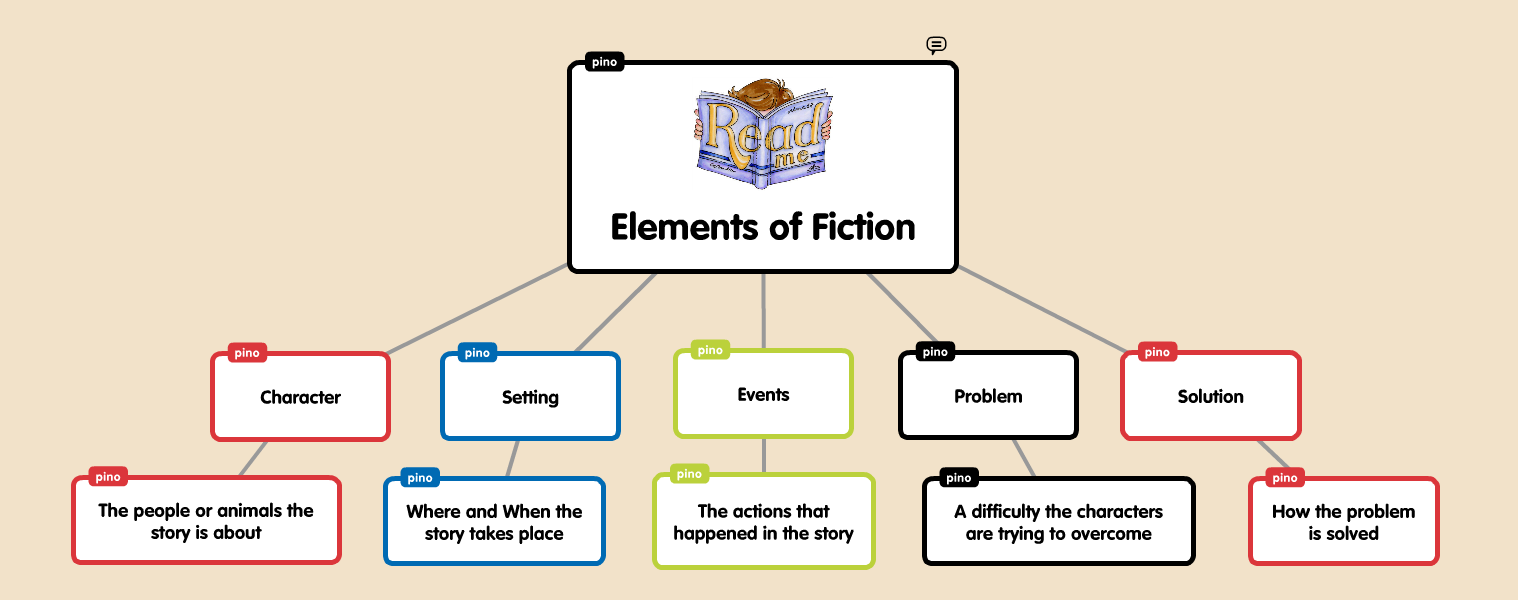 pino
Read
me
Elements of Fiction
pino
Character
pino
Setting
pino
Events
pino
Problem
pino
Solution
pino
The people or animals the
story is about
pino
Where and When the
story takes place
pino
The actions that
happened in the story
pino
A difficulty the characters
are trying to overcome
pino
How the problem
is solved